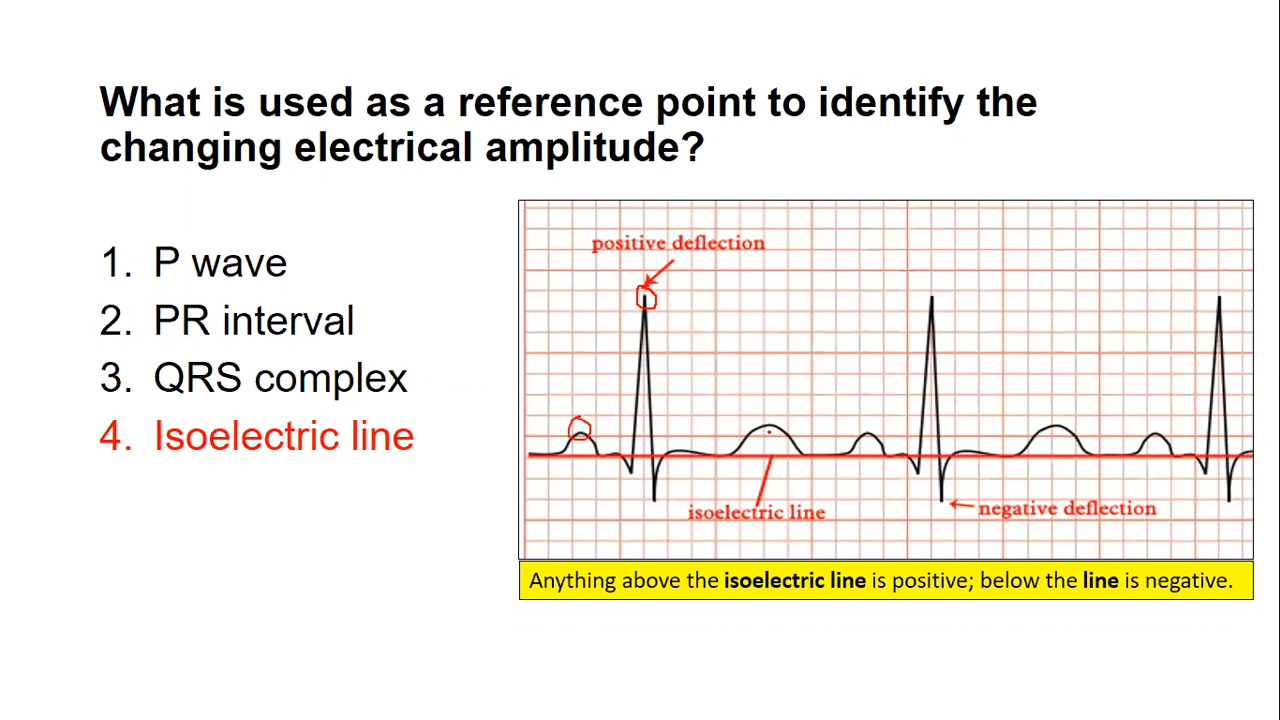 What is used as a reference point to identify the
changing electrical amplitude?
1. P wave
2. PR interval
3. QRS complex
4. Isoelectric line
positive deflection
isoelectric line
negative deflection
Anything above the isoelectric line is positive; below the line is negative.